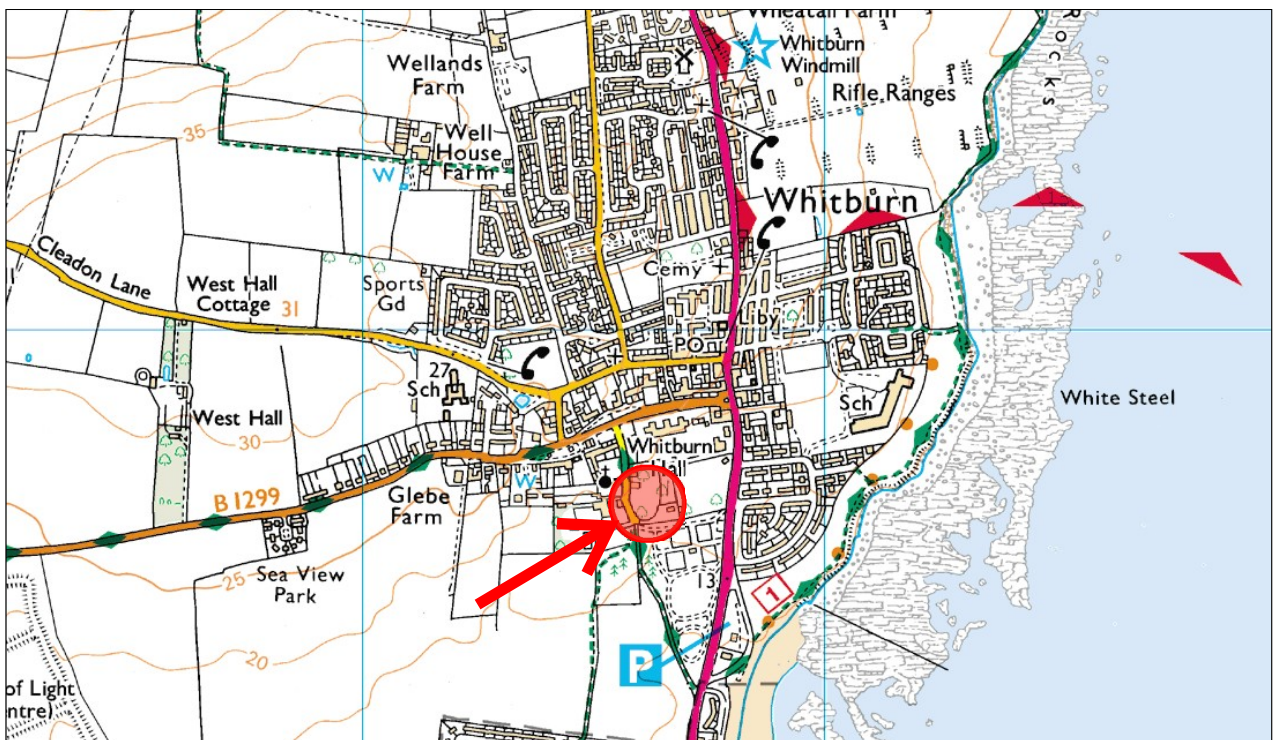 Wheatall Farm
Whitburn
Windmill
Rifle Ranges
Rocks
Wellands
Farm
Well
House
Farm
W
35
Whitburn
Cemy
Cleadon Lane
West Hall
Cottage
31
Sports
Gd
Liby
PO
27
Sch
Sch
White Steel
West Hall
30
Whitburn
Hall
W
B 1299
Glebe
Farm
Sea View
Park
25
13
1
20
P
of Light
ntre)